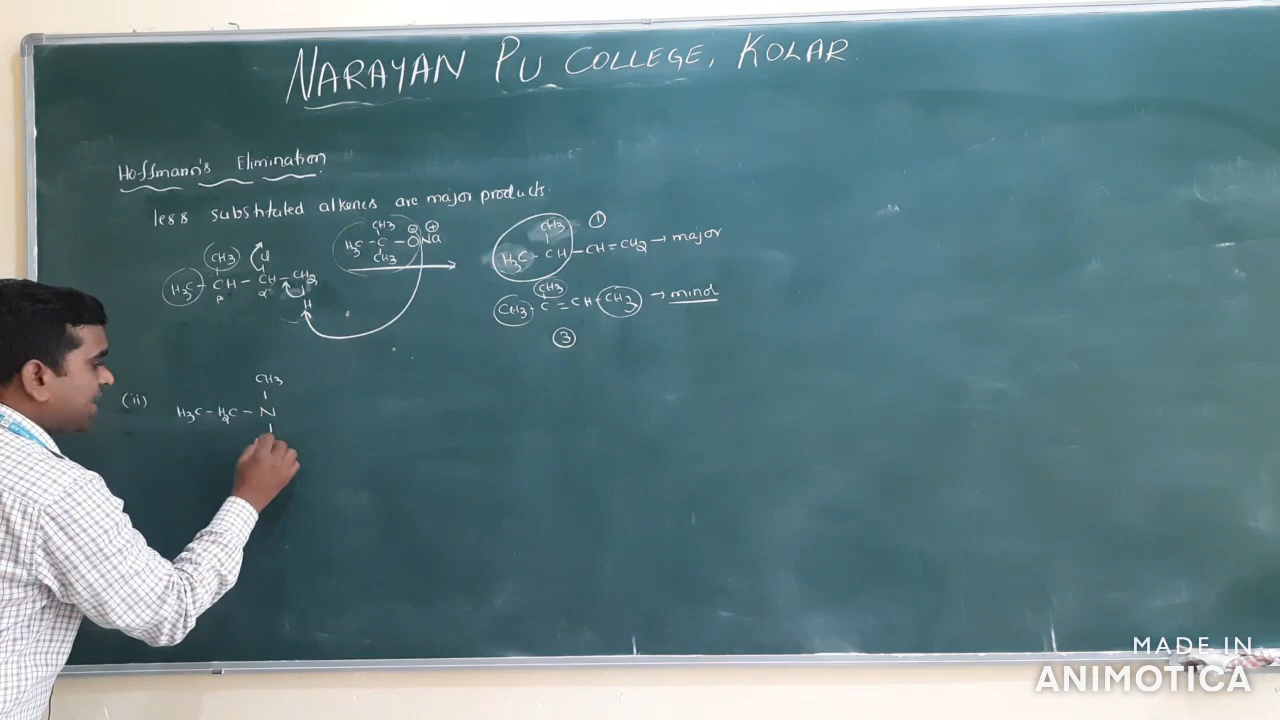 NARAYAN PU COLLEGE, KOLAR.
Hoffmann's Elimination
less substituted alkenes are major products.
CH3 CH3 ⊖ ⊕ CH3 ①
H3C - C - O Na
H3C - CH - CH = CH2 → major
CH3
H3C - CH - CH - CH2
β α
H
CH3
CH3 - C = CH - CH3 → minor
③
CH3
(ii) H3C - H2C - N
MADE IN
ANIMOTICA